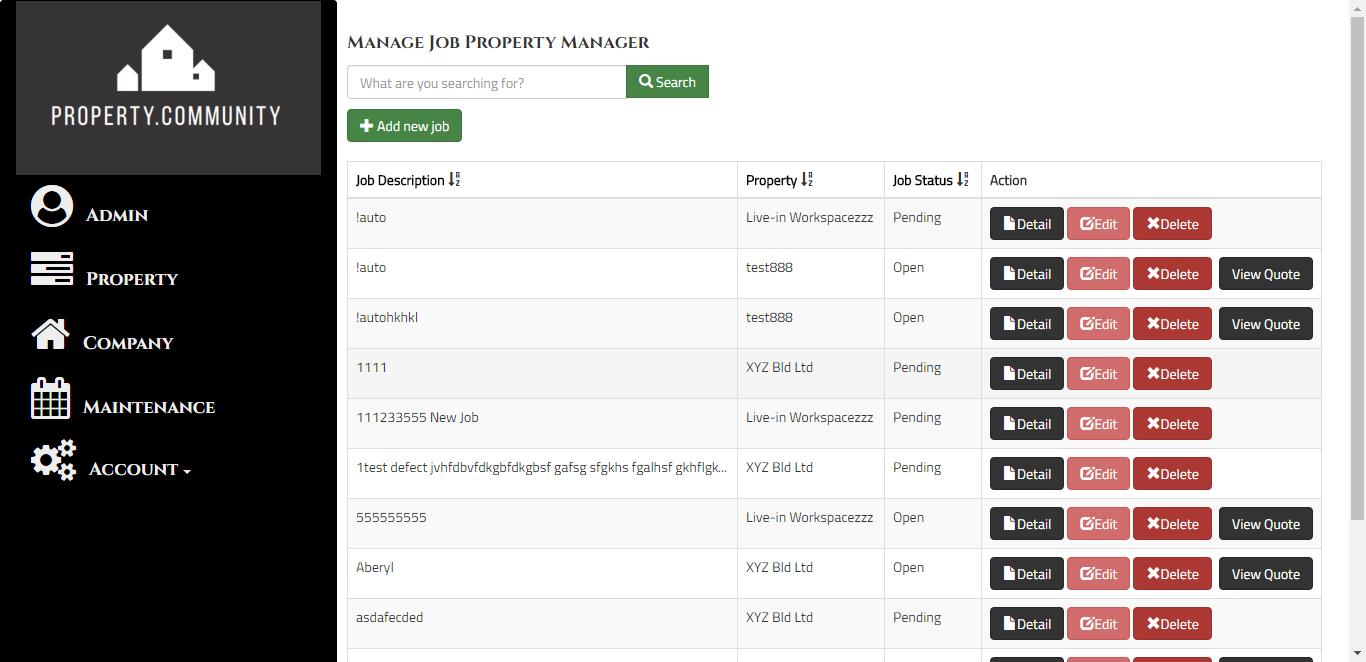 PROPERTY.COMMUNITY
Admin
Property
Company
Maintenance
Account
Manage Job Property Manager
What are you searching for? Search
Add new job
Job Description Property Job Status Action
!auto Live-in Workspacezzz Pending Detail Edit Delete
!auto test888 Open Detail Edit Delete View Quote
!autohkhkl test888 Open Detail Edit Delete View Quote
1111 XYZ Bld Ltd Pending Detail Edit Delete
111233555 New Job Live-in Workspacezzz Pending Detail Edit Delete
1test defect jvhfdbvfdkgbfdkgbsf gafsg sfgkhs fgalhsf gkhflgk... XYZ Bld Ltd Pending Detail Edit Delete
555555555 Live-in Workspacezzz Open Detail Edit Delete View Quote
Aberyl XYZ Bld Ltd Open Detail Edit Delete View Quote
asdafecded XYZ Bld Ltd Pending Detail Edit Delete